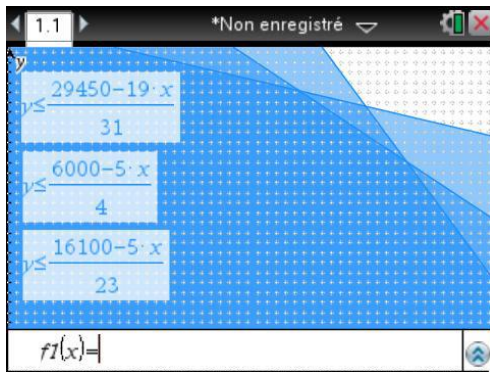 1.1 *Non enregistré
y
y≤ 29450-19·x
31
y≤ 6000-5·x
4
y≤ 16100-5·x
23
f1(x)=